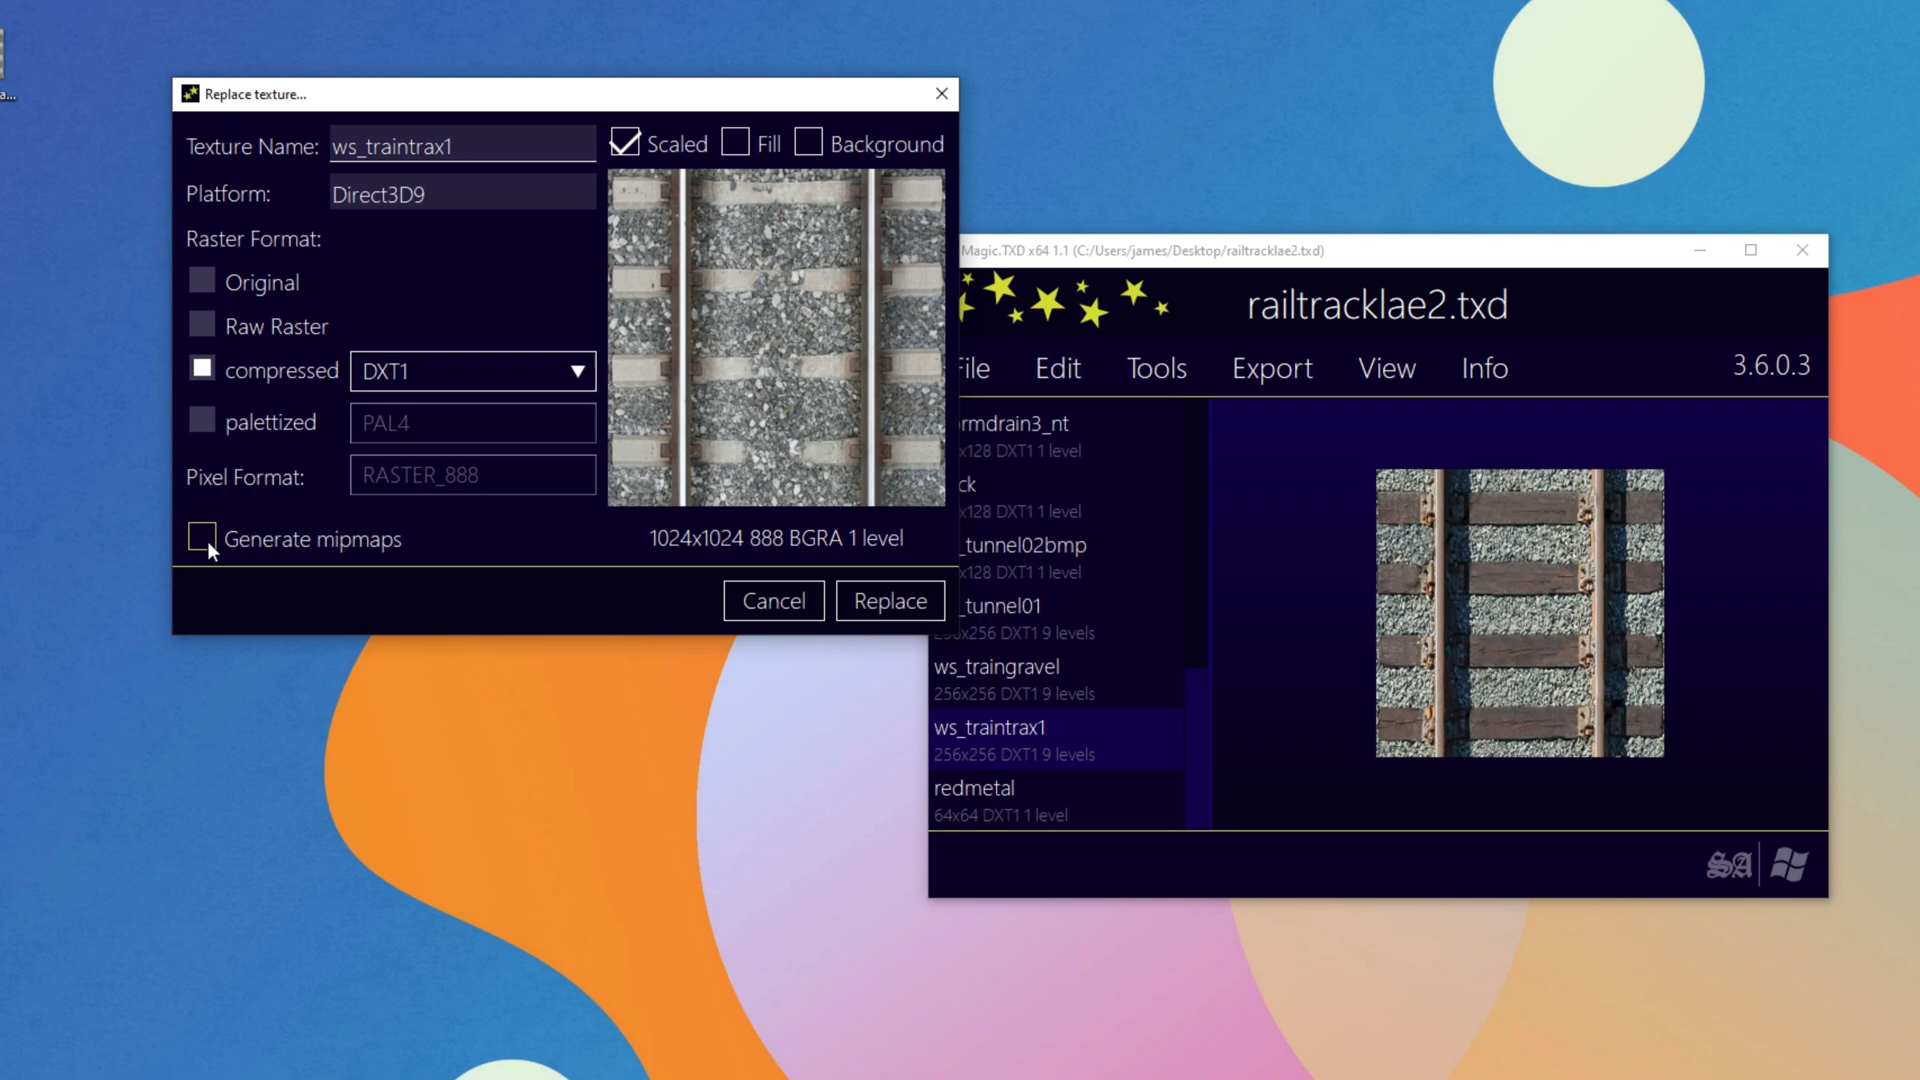 a...
Replace texture...
Texture Name: ws_traintrax1
Scaled Fill Background
Platform: Direct3D9
Raster Format:
Original
Raw Raster
compressed DXT1
palettized PAL4
Pixel Format: RASTER_888
Generate mipmaps
1024x1024 888 BGRA 1 level
Cancel Replace
Magic.TXD x64 1.1 (C:/Users/james/Desktop/railtracklae2.txd)
railtracklae2.txd
File Edit Tools Export View Info 3.6.0.3
rmdrain3_nt
x128 DXT1 1 level
ck
x128 DXT1 1 level
_tunnel02bmp
x128 DXT1 1 level
_tunnel01
256x256 DXT1 9 levels
ws_traingravel
256x256 DXT1 9 levels
ws_traintrax1
256x256 DXT1 9 levels
redmetal
64x64 DXT1 1 level
SA